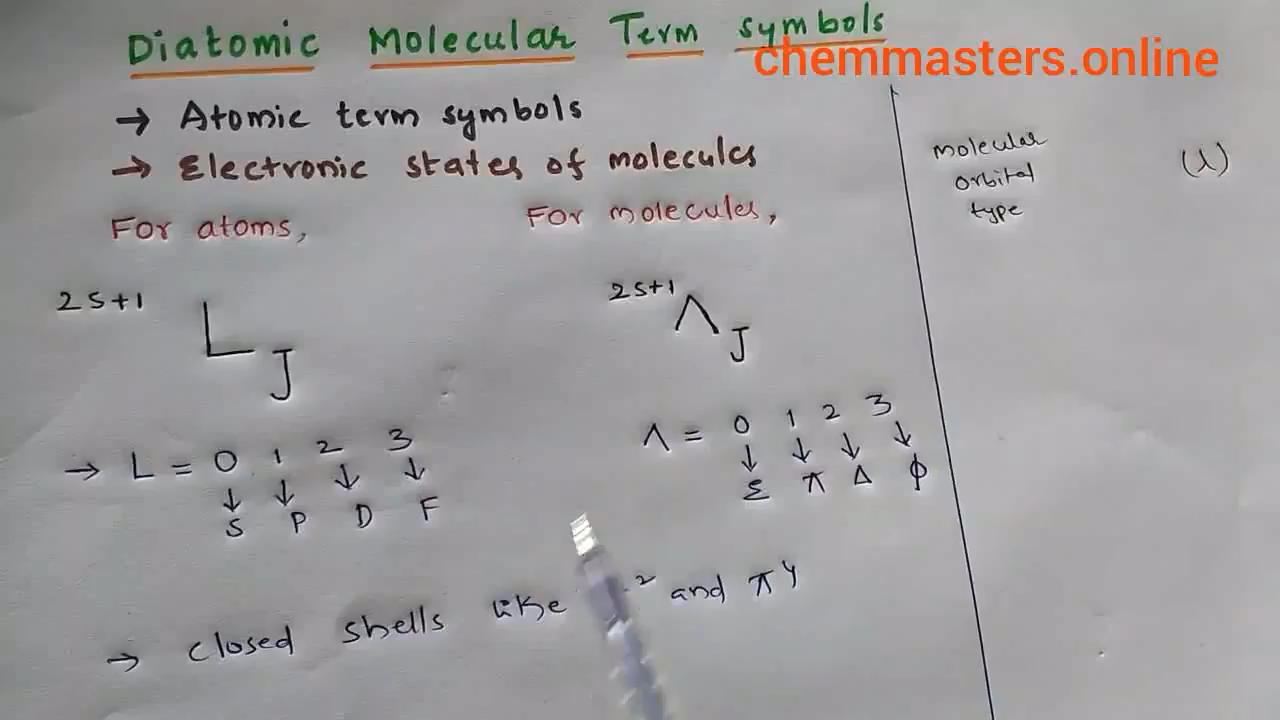 Diatomic Molecular Term symbols
chemmasters.online
→ Atomic term symbols
→ Electronic states of molecules
For atoms, For molecules,
2S+1 L J
2S+1 Λ J
→ L = 0 1 2 3
↓ ↓ ↓ ↓
S P D F
Λ = 0 1 2 3
↓ ↓ ↓ ↓
Σ π Δ ϕ
→ closed shells like 2 and π4
molecular
orbital
type
(λ)